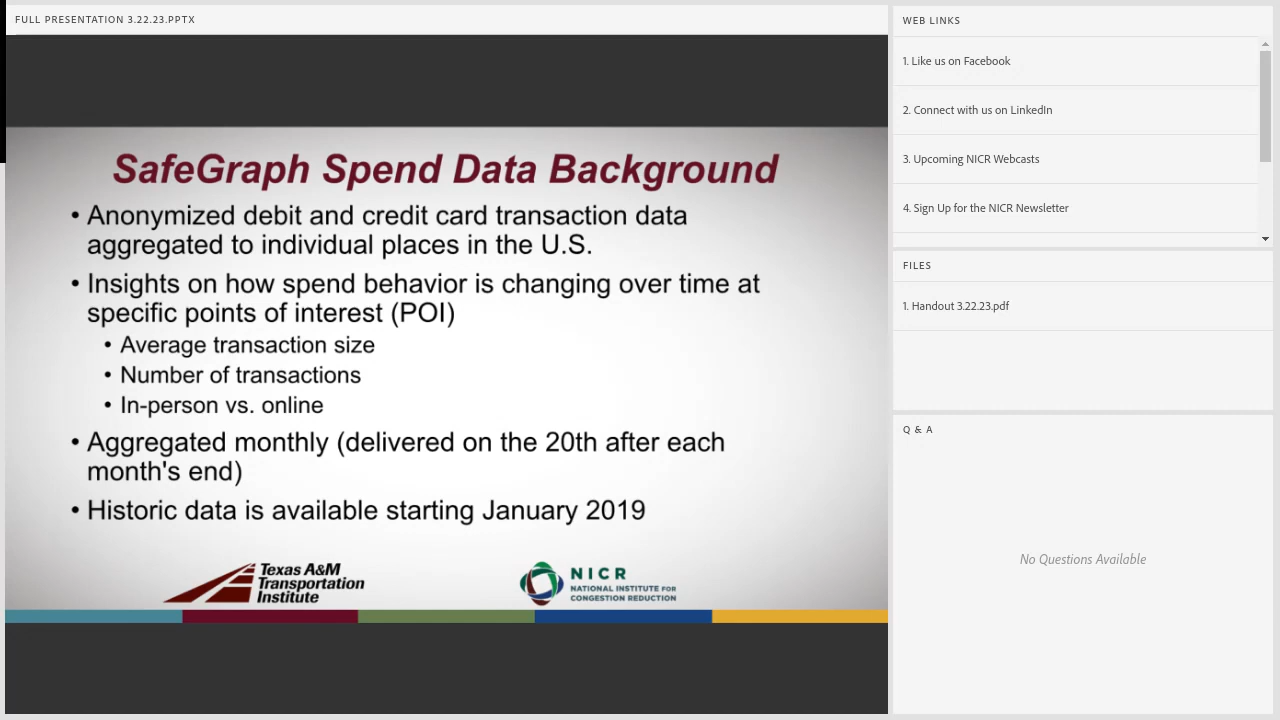 FULL PRESENTATION 3.22.23.PPTX
SafeGraph Spend Data Background
• Anonymized debit and credit card transaction data
aggregated to individual places in the U.S.
• Insights on how spend behavior is changing over time at
specific points of interest (POI)
• Average transaction size
• Number of transactions
• In-person vs. online
• Aggregated monthly (delivered on the 20th after each
month's end)
• Historic data is available starting January 2019
Texas A&M
Transportation
Institute
NICR
NATIONAL INSTITUTE FOR
CONGESTION REDUCTION
WEB LINKS
1. Like us on Facebook
2. Connect with us on LinkedIn
3. Upcoming NICR Webcasts
4. Sign Up for the NICR Newsletter
FILES
1. Handout 3.22.23.pdf
Q & A
No Questions Available